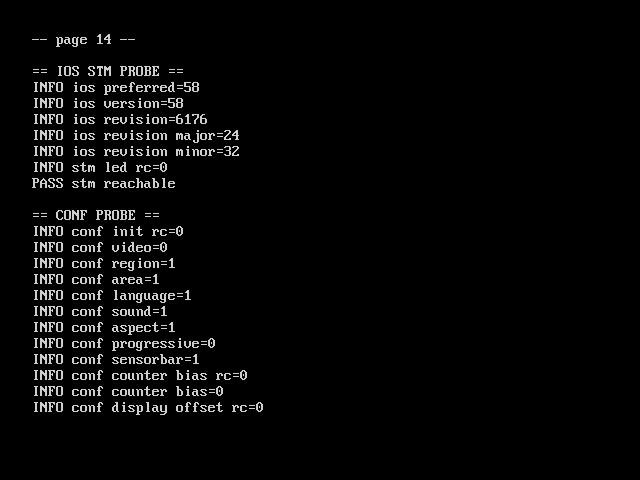 -- page 14 --
== IOS STM PROBE ==
INFO ios preferred=58
INFO ios version=58
INFO ios revision=6176
INFO ios revision major=24
INFO ios revision minor=32
INFO stm led rc=0
PASS stm reachable
== CONF PROBE ==
INFO conf init rc=0
INFO conf video=0
INFO conf region=1
INFO conf area=1
INFO conf language=1
INFO conf sound=1
INFO conf aspect=1
INFO conf progressive=0
INFO conf sensorbar=1
INFO conf counter bias rc=0
INFO conf counter bias=0
INFO conf display offset rc=0